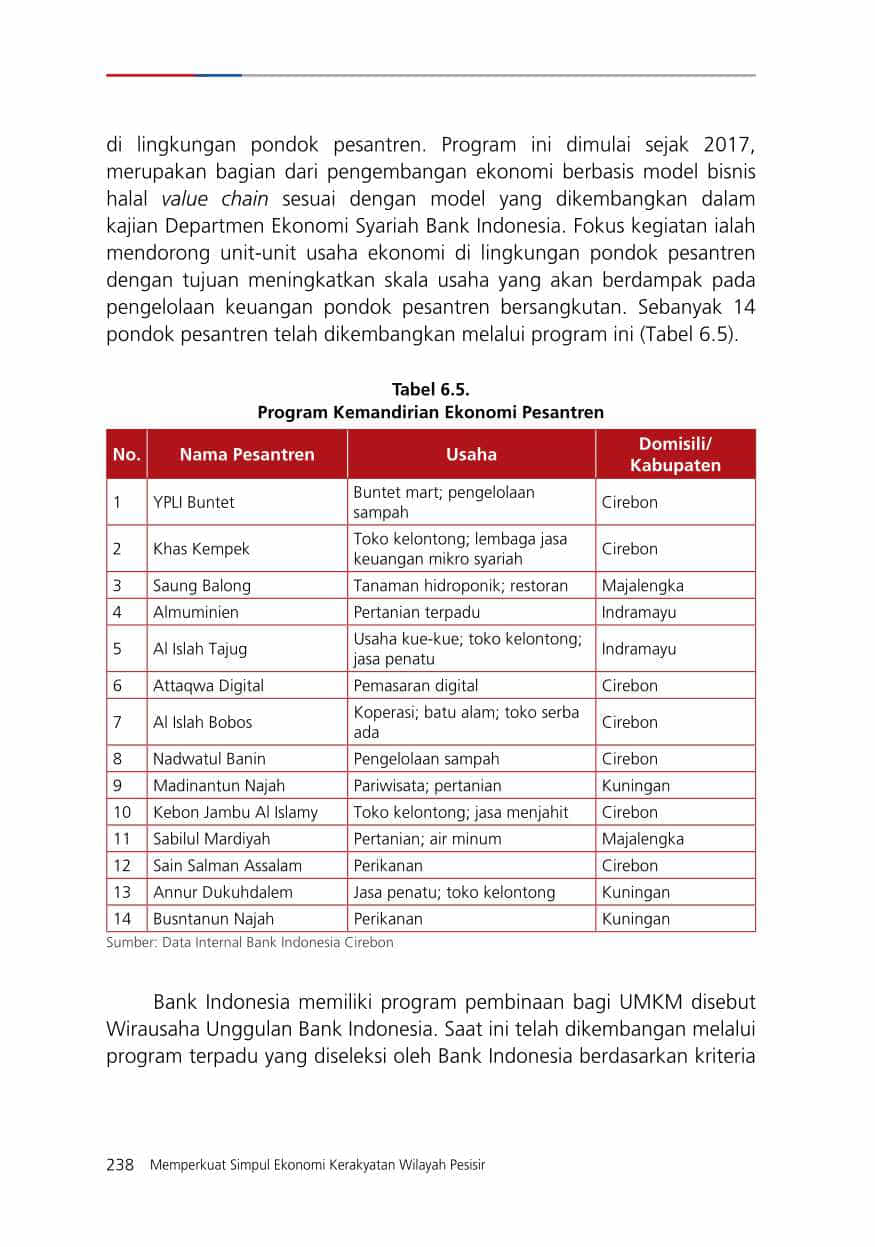 di lingkungan pondok pesantren. Program ini dimulai sejak 2017,
merupakan bagian dari pengembangan ekonomi berbasis model bisnis
halal value chain sesuai dengan model yang dikembangkan dalam
kajian Departmen Ekonomi Syariah Bank Indonesia. Fokus kegiatan ialah
mendorong unit-unit usaha ekonomi di lingkungan pondok pesantren
dengan tujuan meningkatkan skala usaha yang akan berdampak pada
pengelolaan keuangan pondok pesantren bersangkutan. Sebanyak 14
pondok pesantren telah dikembangkan melalui program ini (Tabel 6.5).
Tabel 6.5.
Program Kemandirian Ekonomi Pesantren
No. Nama Pesantren Usaha Domisili/
Kabupaten
1 YPLI Buntet Buntet mart; pengelolaan
sampah Cirebon
2 Khas Kempek Toko kelontong; lembaga jasa
keuangan mikro syariah Cirebon
3 Saung Balong Tanaman hidroponik; restoran Majalengka
4 Almuminien Pertanian terpadu Indramayu
5 Al Islah Tajug Usaha kue-kue; toko kelontong;
jasa penatu Indramayu
6 Attaqwa Digital Pemasaran digital Cirebon
7 Al Islah Bobos Koperasi; batu alam; toko serba
ada Cirebon
8 Nadwatul Banin Pengelolaan sampah Cirebon
9 Madinantun Najah Pariwisata; pertanian Kuningan
10 Kebon Jambu Al Islamy Toko kelontong; jasa menjahit Cirebon
11 Sabilul Mardiyah Pertanian; air minum Majalengka
12 Sain Salman Assalam Perikanan Cirebon
13 Annur Dukuhdalem Jasa penatu; toko kelontong Kuningan
14 Busntanun Najah Perikanan Kuningan
Sumber: Data Internal Bank Indonesia Cirebon
Bank Indonesia memiliki program pembinaan bagi UMKM disebut
Wirausaha Unggulan Bank Indonesia. Saat ini telah dikembangan melalui
program terpadu yang diseleksi oleh Bank Indonesia berdasarkan kriteria
238 Memperkuat Simpul Ekonomi Kerakyatan Wilayah Pesisir